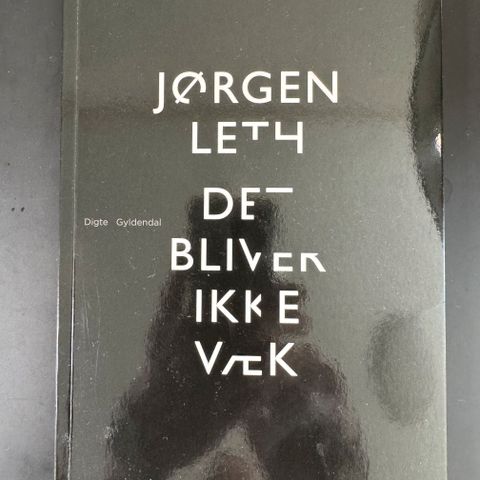 JØRGEN
LETH
DET
Digte Gyldendal
BLIVER
IKKE
VÆK